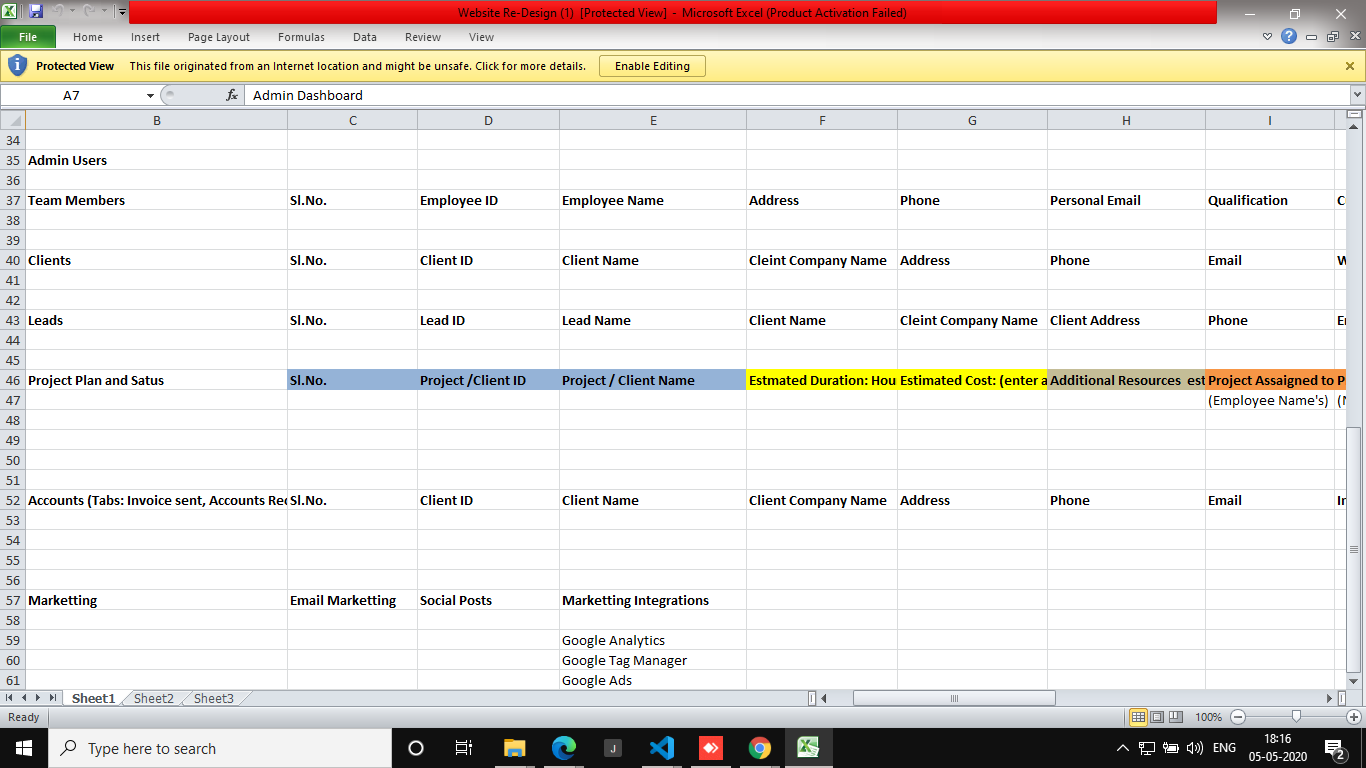 Website Re-Design (1) [Protected View] - Microsoft Excel (Product Activation Failed)
File Home Insert Page Layout Formulas Data Review View
Protected View This file originated from an Internet location and might be unsafe. Click for more details. Enable Editing
A7 fx Admin Dashboard
B C D E F G H I
34
35 Admin Users
36
37 Team Members Sl.No. Employee ID Employee Name Address Phone Personal Email Qualification C
38
39
40 Clients Sl.No. Client ID Client Name Cleint Company Name Address Phone Email W
41
42
43 Leads Sl.No. Lead ID Lead Name Client Name Cleint Company Name Client Address Phone
44
45
46 Project Plan and Satus Sl.No. Project /Client ID Project / Client Name Estmated Duration: Hou Estimated Cost: (enter a Additional Resources est Project Assaigned to P
47 (Employee Name's)
48
49
50
51
52 Accounts (Tabs: Invoice sent, Accounts Rec Sl.No. Client ID Client Name Client Company Name Address Phone Email
53
54
55
56
57 Marketting Email Marketting Social Posts Marketting Integrations
58
59 Google Analytics
60 Google Tag Manager
61 Google Ads
Sheet1 Sheet2 Sheet3
Ready 100%
Type here to search J ENG 18:16
05-05-2020 2